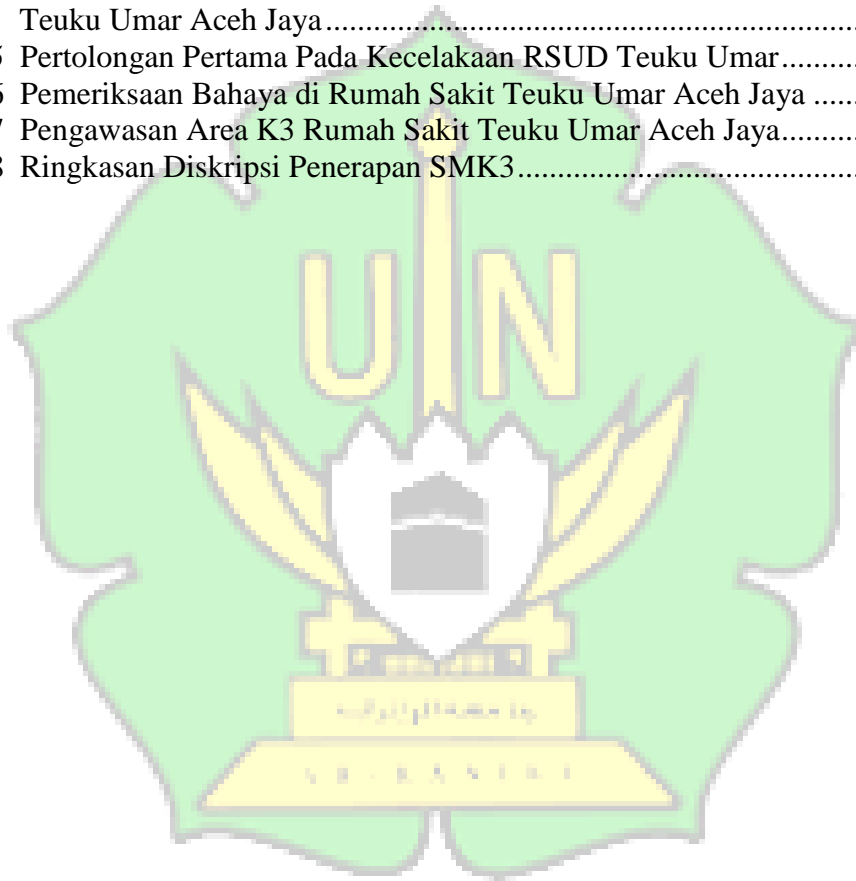 Teuku Umar Aceh Jaya
5 Pertolongan Pertama Pada Kecelakaan RSUD Teuku Umar
6 Pemeriksaan Bahaya di Rumah Sakit Teuku Umar Aceh Jaya
7 Pengawasan Area K3 Rumah Sakit Teuku Umar Aceh Jaya
8 Ringkasan Diskripsi Penerapan SMK3
UIN